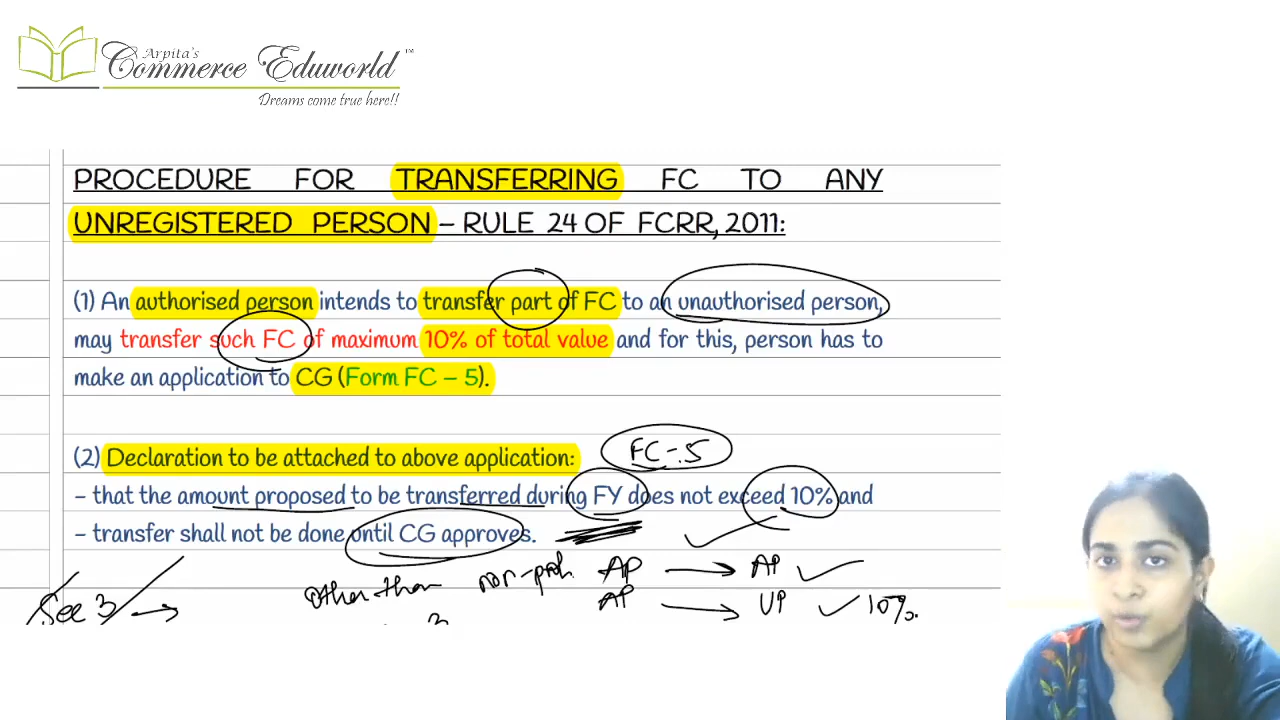 Arpita's
Commerce Eduworld™
Dreams come true here!!
PROCEDURE FOR TRANSFERRING FC TO ANY
UNREGISTERED PERSON – RULE 24 OF FCRR, 2011:
(1) An authorised person intends to transfer part of FC to an unauthorised person,
may transfer such FC of maximum 10% of total value and for this, person has to
make an application to CG (Form FC – 5).
(2) Declaration to be attached to above application: FC-5
– that the amount proposed to be transferred during FY does not exceed 10% and
– transfer shall not be done until CG approves.
other than non-proh. AP → AP ✓
Sec 3 → AP → UP ✓ 10%.
3